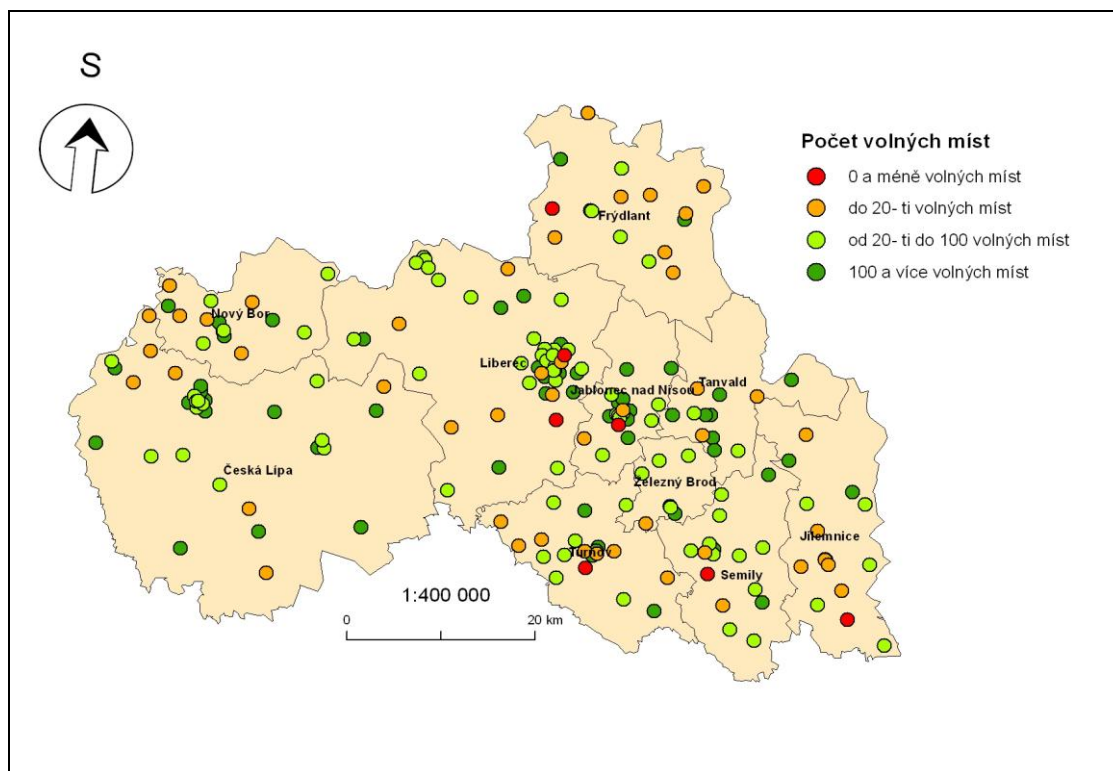 S
Počet volných míst
0 a méně volných míst
do 20- ti volných míst
od 20- ti do 100 volných míst
100 a více volných míst
Frýdlant
Nový Bor
Liberec
Jablonec nad Nisou
Tanvald
Česká Lípa
Železný Brod
Turnov
Semily
Jilemnice
1:400 000
0
20 km